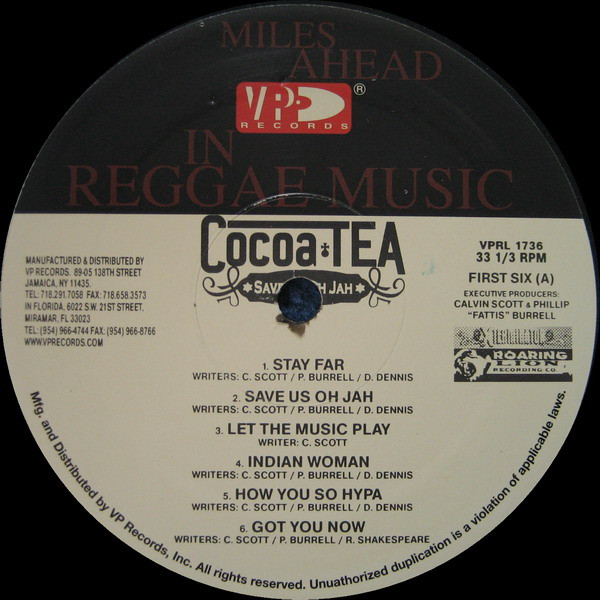 MILES
AHEAD
VP
®
RECORDS
IN
REGGAE MUSIC
Cocoa TEA
SAVE US OH JAH
MANUFACTURED & DISTRIBUTED BY
VP RECORDS. 89-05 138TH STREET
JAMAICA, NY 11435.
TEL: 718.291.7058 FAX: 718.658.3573
IN FLORIDA, 6022 S.W. 21ST STREET,
MIRAMAR, FL 33023
TEL: (954) 966-4744 FAX: (954) 966-8766
WWW.VPRECORDS.COM
VPRL 1736
33 1/3 RPM
FIRST SIX (A)
EXECUTIVE PRODUCERS:
CALVIN SCOTT & PHILLIP
"FATTIS" BURRELL
ROARING
LION
RECORDING CO.
1. STAY FAR
WRITERS: C. SCOTT / P. BURRELL / D. DENNIS
2. SAVE US OH JAH
WRITERS: C. SCOTT / P. BURRELL / D. DENNIS
3. LET THE MUSIC PLAY
WRITER: C. SCOTT
4. INDIAN WOMAN
WRITERS: C. SCOTT / P. BURRELL / D. DENNIS
5. HOW YOU SO HYPA
WRITERS: C. SCOTT / P. BURRELL / D. DENNIS
6. GOT YOU NOW
WRITERS: C. SCOTT / P. BURRELL / R. SHAKESPEARE
Mfg. and Distributed by VP Records, Inc. All rights reserved. Unauthorized duplication is a violation of applicable laws.